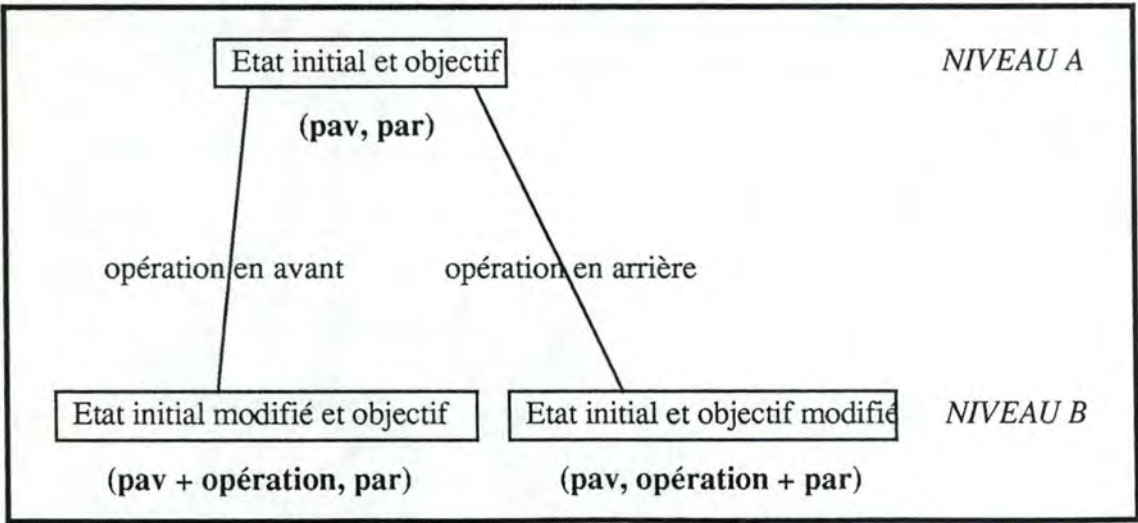 Etat initial et objectif
NIVEAU A
(pav, par)
opération en avant
opération en arrière
Etat initial modifié et objectif
Etat initial et objectif modifié
NIVEAU B
(pav + opération, par)
(pav, opération + par)